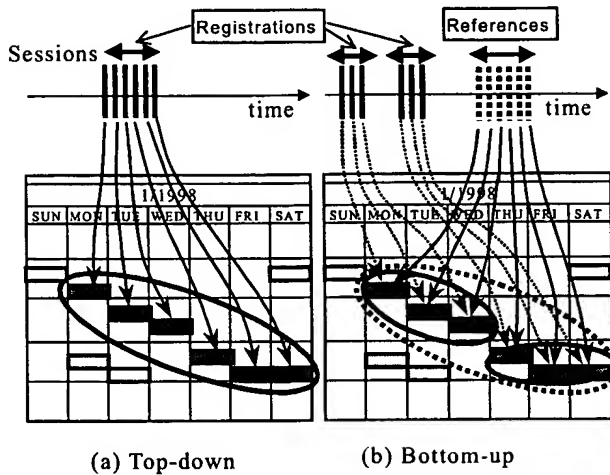 Registrations
References
Sessions
time
time
1/1998
SUN MON TUE WED THU FRI SAT
1/1998
SUN MON TUE WED THU FRI SAT
(a) Top-down
(b) Bottom-up